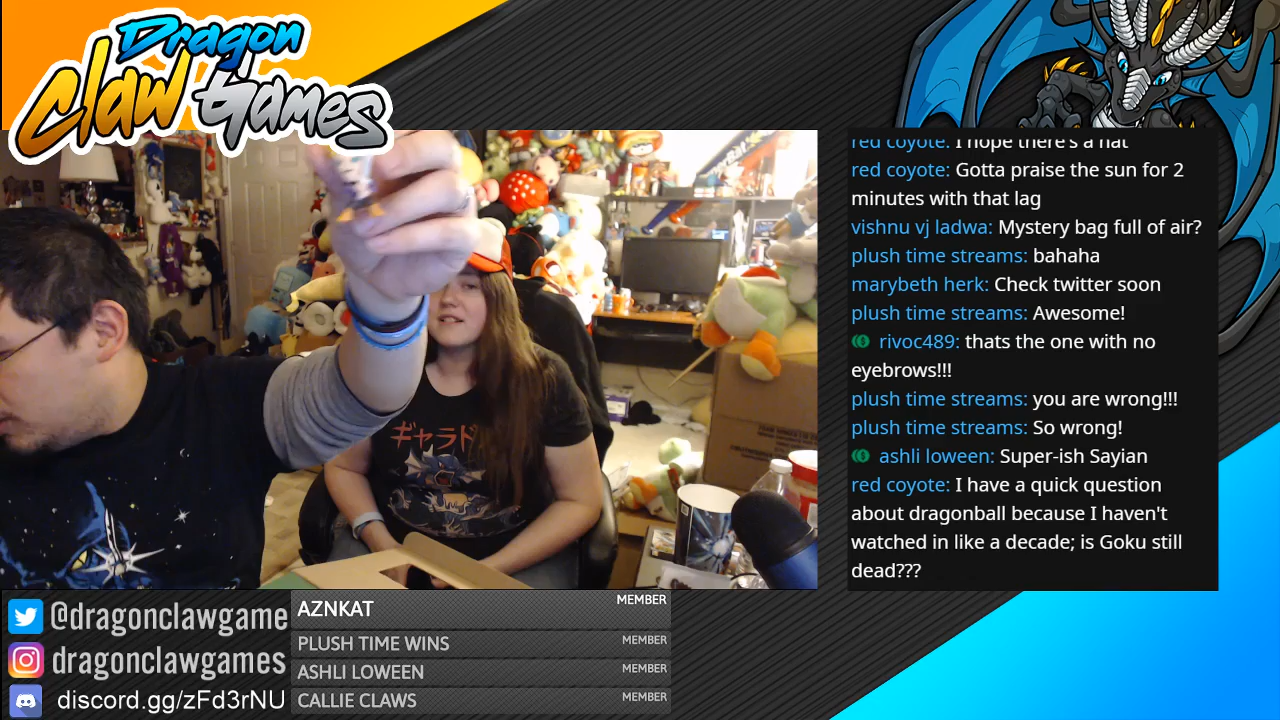 Dragon
Claw Games
red coyote: I hope there's a hat
red coyote: Gotta praise the sun for 2
minutes with that lag
vishnu vj ladwa: Mystery bag full of air?
plush time streams: bahaha
marybeth herk: Check twitter soon
plush time streams: Awesome!
rivoc489: thats the one with no
eyebrows!!!
plush time streams: you are wrong!!!
plush time streams: So wrong!
ashli loween: Super-ish Sayian
red coyote: I have a quick question
about dragonball because I haven't
watched in like a decade; is Goku still
dead???
ギャラド
@dragonclawgame
dragonclawgames
discord.gg/zFd3rNU
AZNKAT MEMBER
PLUSH TIME WINS MEMBER
ASHLI LOWEEN MEMBER
CALLIE CLAWS MEMBER